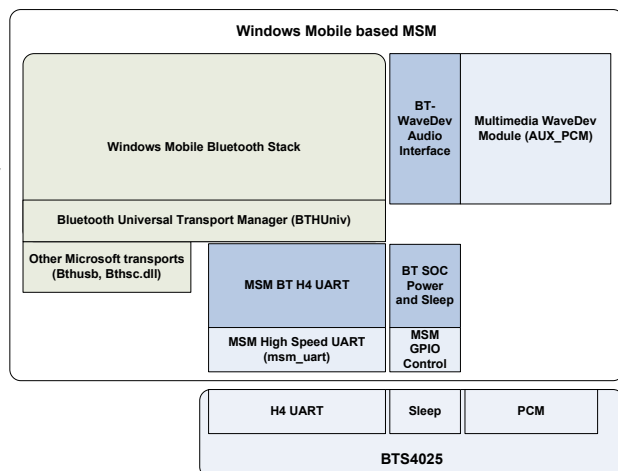 Windows Mobile based MSM
Windows Mobile Bluetooth Stack
BT-
WaveDev
Audio
Interface
Multimedia WaveDev
Module (AUX_PCM)
Bluetooth Universal Transport Manager (BTHUniv)
Other Microsoft transports
(Bthusb, Bthsc.dll)
MSM BT H4 UART
BT SOC
Power
and Sleep
MSM High Speed UART
(msm_uart)
MSM
GPIO
Control
H4 UART
Sleep
PCM
BTS4025